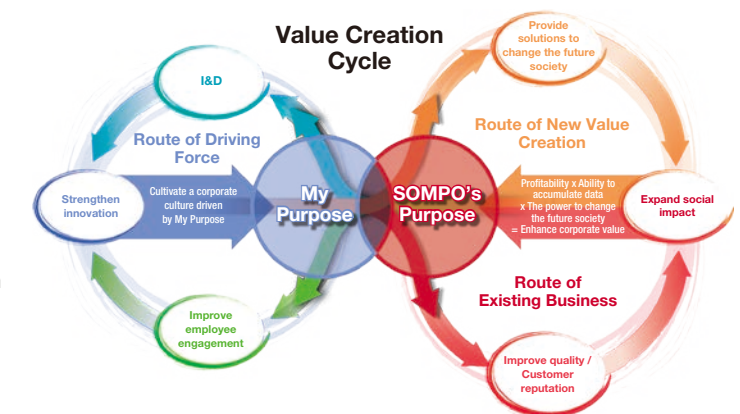 Value Creation
Cycle
I&D
Route of Driving
Force
Strengthen
innovation
Cultivate a corporate
culture driven
by My Purpose
Improve
employee
engagement
My
Purpose
SOMPO's
Purpose
Provide
solutions to
change the future
society
Route of New Value
Creation
Profitability x Ability to
accumulate data
x The power to change
the future society
= Enhance corporate value
Expand social
impact
Route of
Existing Business
Improve quality /
Customer
reputation